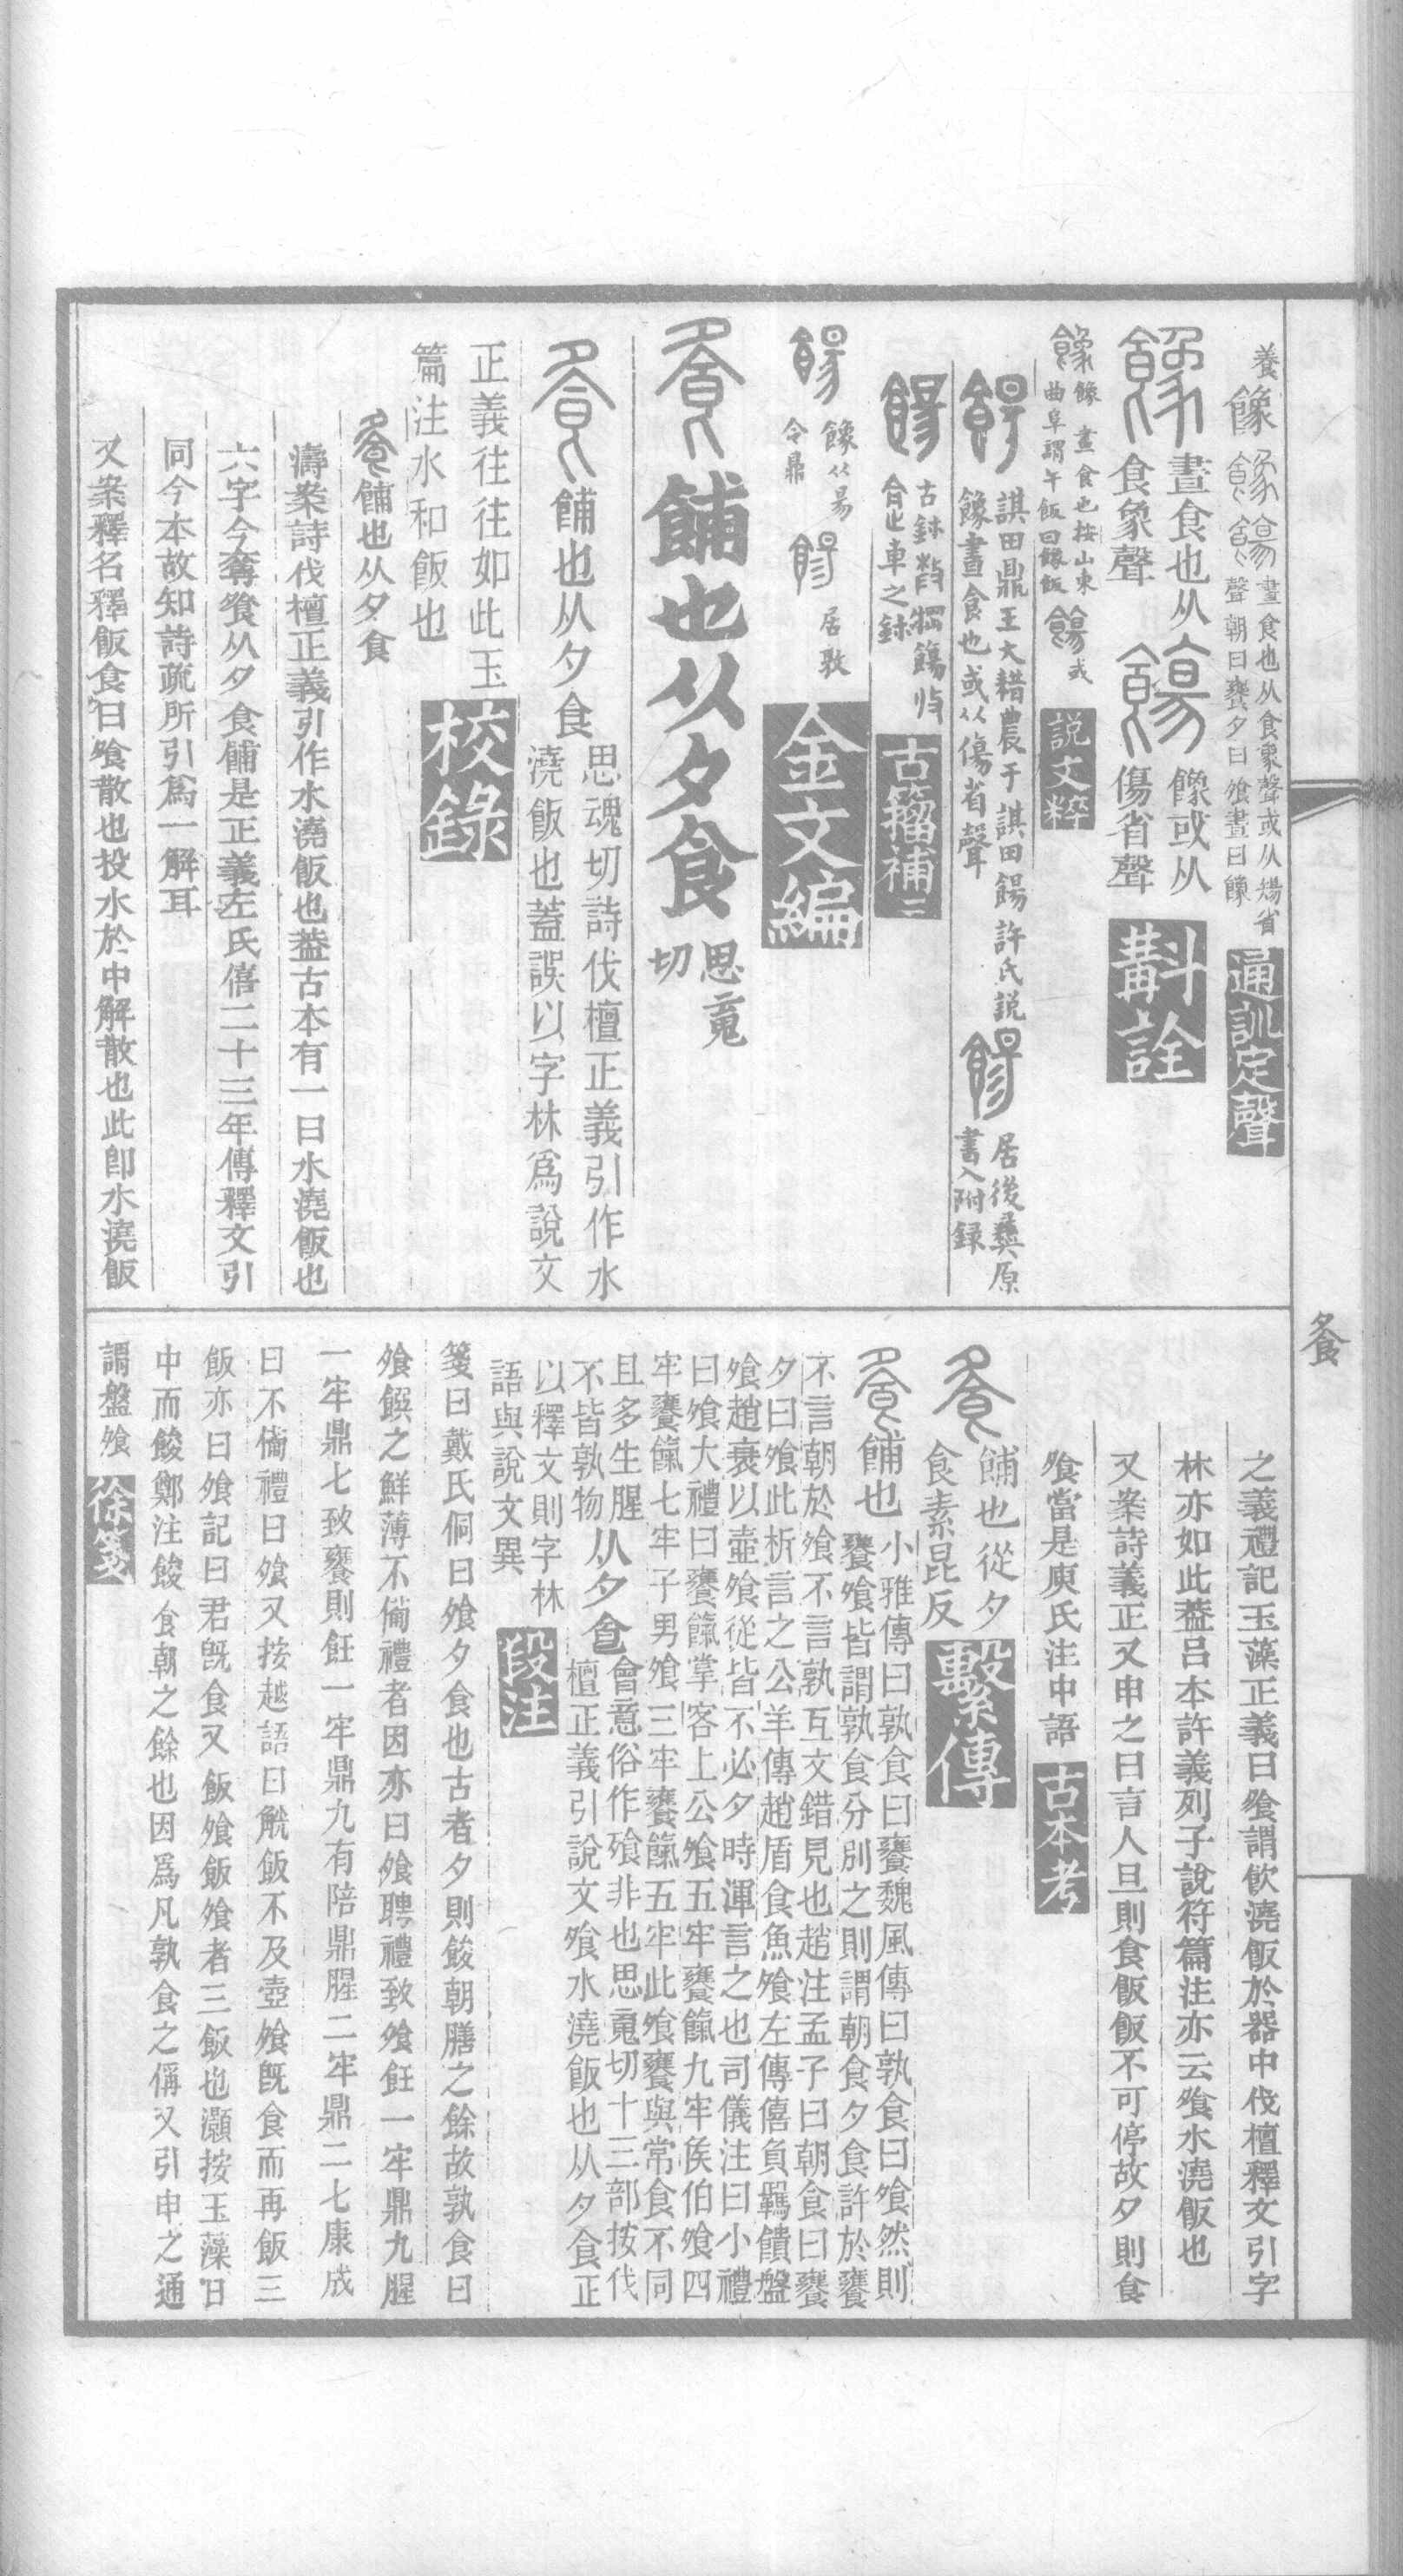 養 饟 晝食也从食象聲或从煬省
聲朝曰饔夕曰飧晝曰饟 通訓定聲
晝食也从食象聲 饟或从傷省聲 斠詮
饟 晝食也按山東
曲阜謂午飯曰饟飯 或 說文粹
諆田鼎王大耤農于諆田餳許氏說
饟晝食也或从傷省聲 居後彝原
書入附録
古鉢 車之鉢 古籀補二
饟从昜
令鼎 居𣪘 金文編
餔也从夕食 思䰟切
餔也从夕食 思魂切詩伐檀正義引作水
澆飯也蓋誤以字林爲說文
正義往往如此玉
篇注水和飯也 校錄
餔也从夕食
濤案詩伐檀正義引作水澆飯也蓋古本有一曰水澆飯也
六字今奪飧从夕食餔是正義左氏僖二十三年傳釋文引
同今本故知詩疏所引爲一解耳
又案釋名釋飯食曰飧散也投水於中解散也此卽水澆飯
飧
之義禮記玉藻正義曰飧謂飲澆飯於器中伐檀釋文引字
林亦如此蓋呂本許義列子說符篇注亦云飧水澆飯也
又案詩義正又申之曰言人旦則食飯飯不可停故夕則食
飧當是庾氏注中語 古本考
餔也從夕
食素昆反 繫傳
餔也 小雅傳曰孰食曰饔魏風傳曰孰食曰飧然則
饔飧皆謂孰食分別之則謂朝食夕食許於饔
不言朝於飧不言孰互文錯見也趙注孟子曰朝食曰饔
夕曰飧此析言之公羊傳趙盾食魚飧左傳僖負羈饋盤
飧趙衰以壺飧從皆不必夕時渾言之也司儀注曰小禮
曰飧大禮曰饔餼掌客上公飧五牢饔餼九牢侯伯飧四
牢饔餼七牢子男飧三牢饔餼五牢此飧饔與常食不同
且多生腥
不皆孰物 从夕食 會意俗作飱非也思䰟切十三部按伐
檀正義引說文飧水澆飯也从夕食正
以釋文則字林
語與說文異 段注
箋曰戴氏侗曰飧夕食也古者夕則餕朝膳之餘故孰食曰
飧饌之鮮薄不僃禮者因亦曰飧聘禮致飧飪一牢鼎九腥
一牢鼎七致饔則飪一牢鼎九有陪鼎腥二牢鼎二七康成
曰不僃禮曰飧又按越語曰觥飯不及壺飧旣食而再飯三
飯亦曰飧記曰君旣食又飯飧飯飧者三飯也灝按玉藻日
中而餕鄭注餕食朝之餘也因爲凡孰食之偁又引申之通
謂盤飧 徐箋